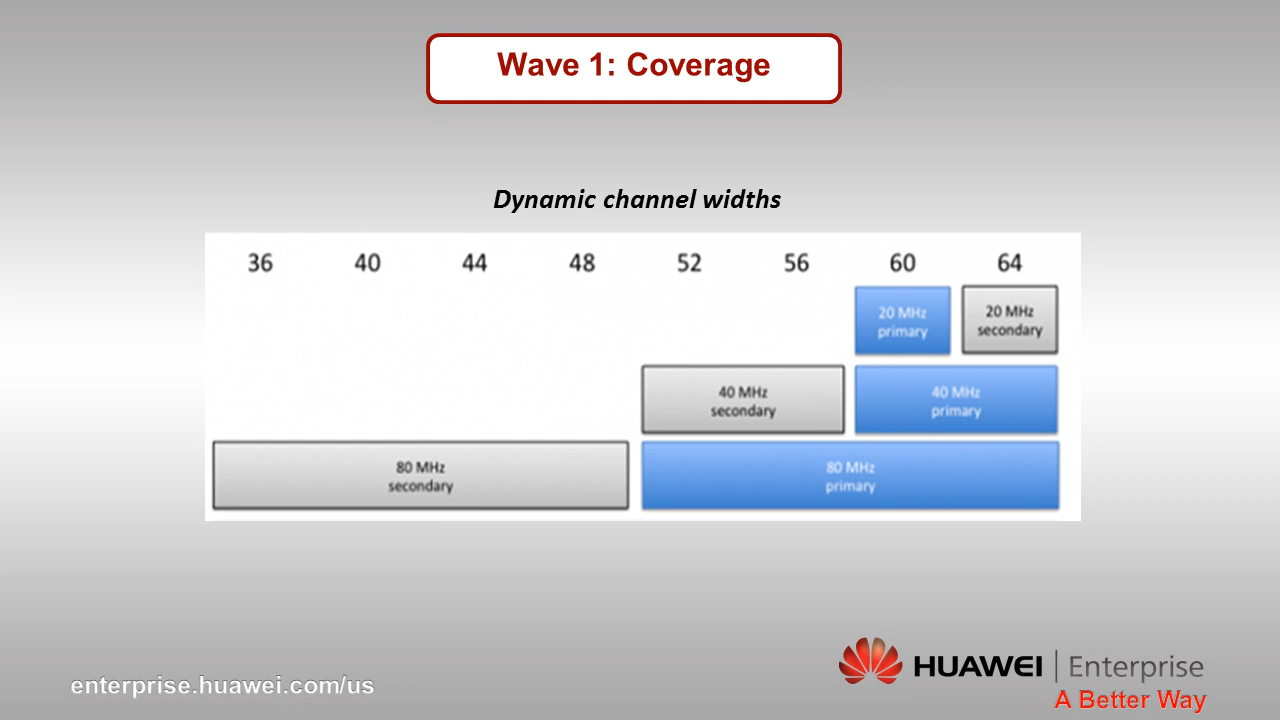 Wave 1: Coverage
Dynamic channel widths
36 40 44 48 52 56 60 64
20 MHz
primary
20 MHz
secondary
40 MHz
secondary
40 MHz
primary
80 MHz
secondary
80 MHz
primary
enterprise.huawei.com/us
HUAWEI | Enterprise
A Better Way